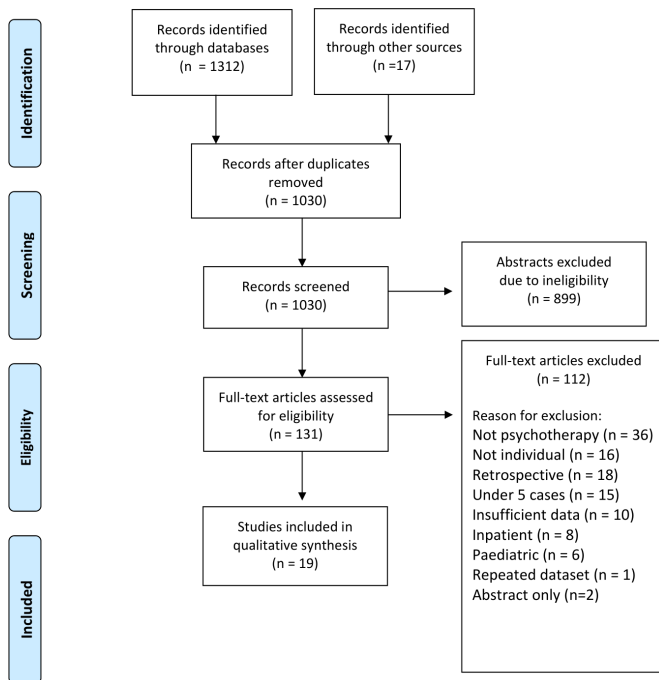 Identification
Records identified
through databases
(n = 1312)
Records identified
through other sources
(n =17)
Records after duplicates
removed
(n = 1030)
Screening
Records screened
(n = 1030)
Abstracts excluded
due to ineligibility
(n = 899)
Eligibility
Full-text articles assessed
for eligibility
(n = 131)
Full-text articles excluded
(n = 112)
Reason for exclusion:
Not psychotherapy (n = 36)
Not individual (n = 16)
Retrospective (n = 18)
Under 5 cases (n = 15)
Insufficient data (n = 10)
Inpatient (n = 8)
Paediatric (n = 6)
Repeated dataset (n = 1)
Abstract only (n=2)
Included
Studies included in
qualitative synthesis
(n = 19)